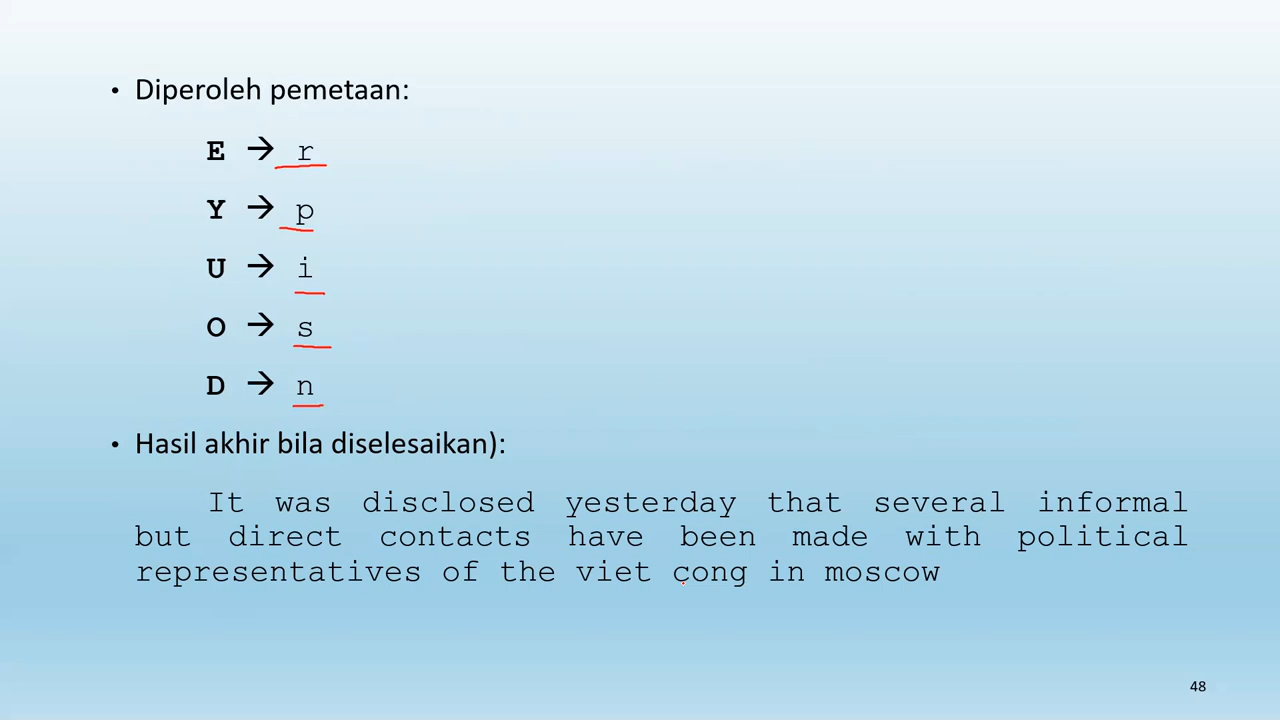 • Diperoleh pemetaan:
E → r
Y → p
U → i
O → s
D → n
• Hasil akhir bila diselesaikan):
It was disclosed yesterday that several informal
but direct contacts have been made with political
representatives of the viet cong in moscow
48